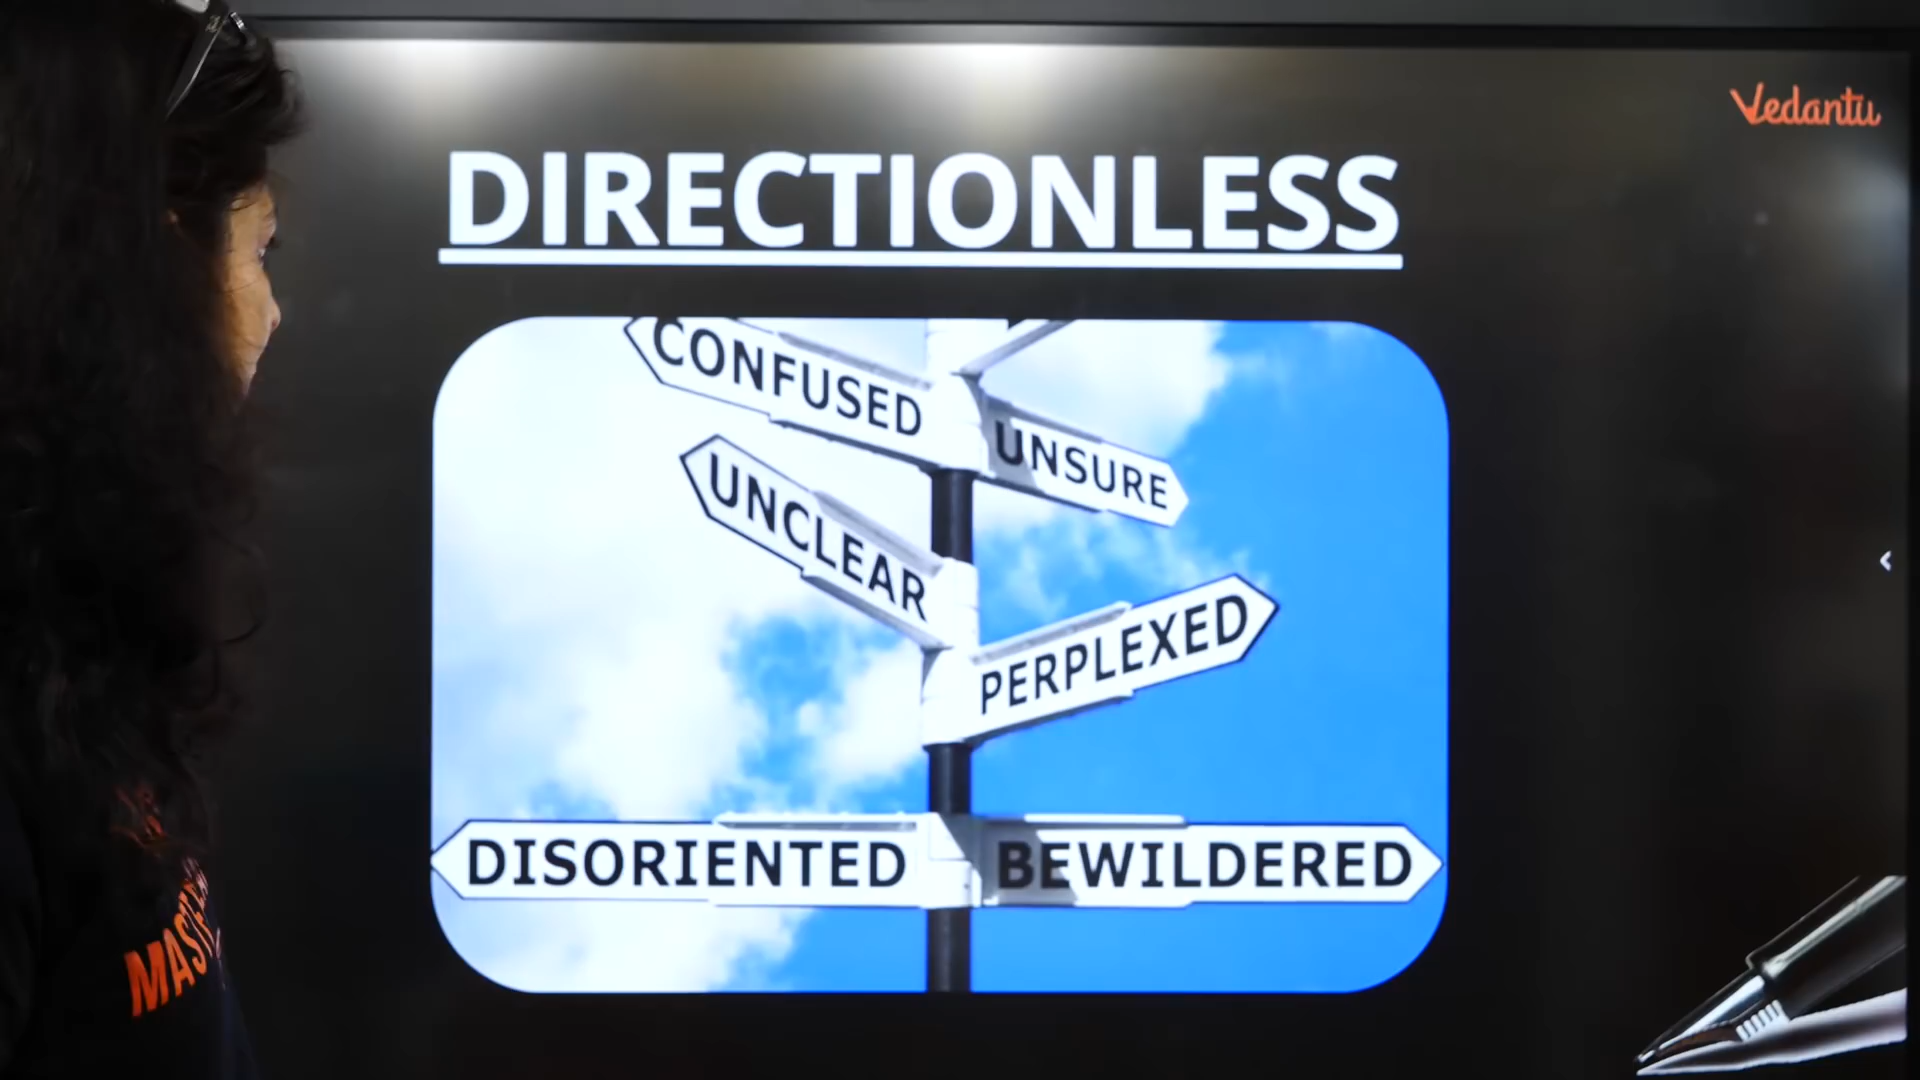 Vedantu
DIRECTIONLESS
CONFUSED
UNSURE
UNCLEAR
PERPLEXED
DISORIENTED
BEWILDERED